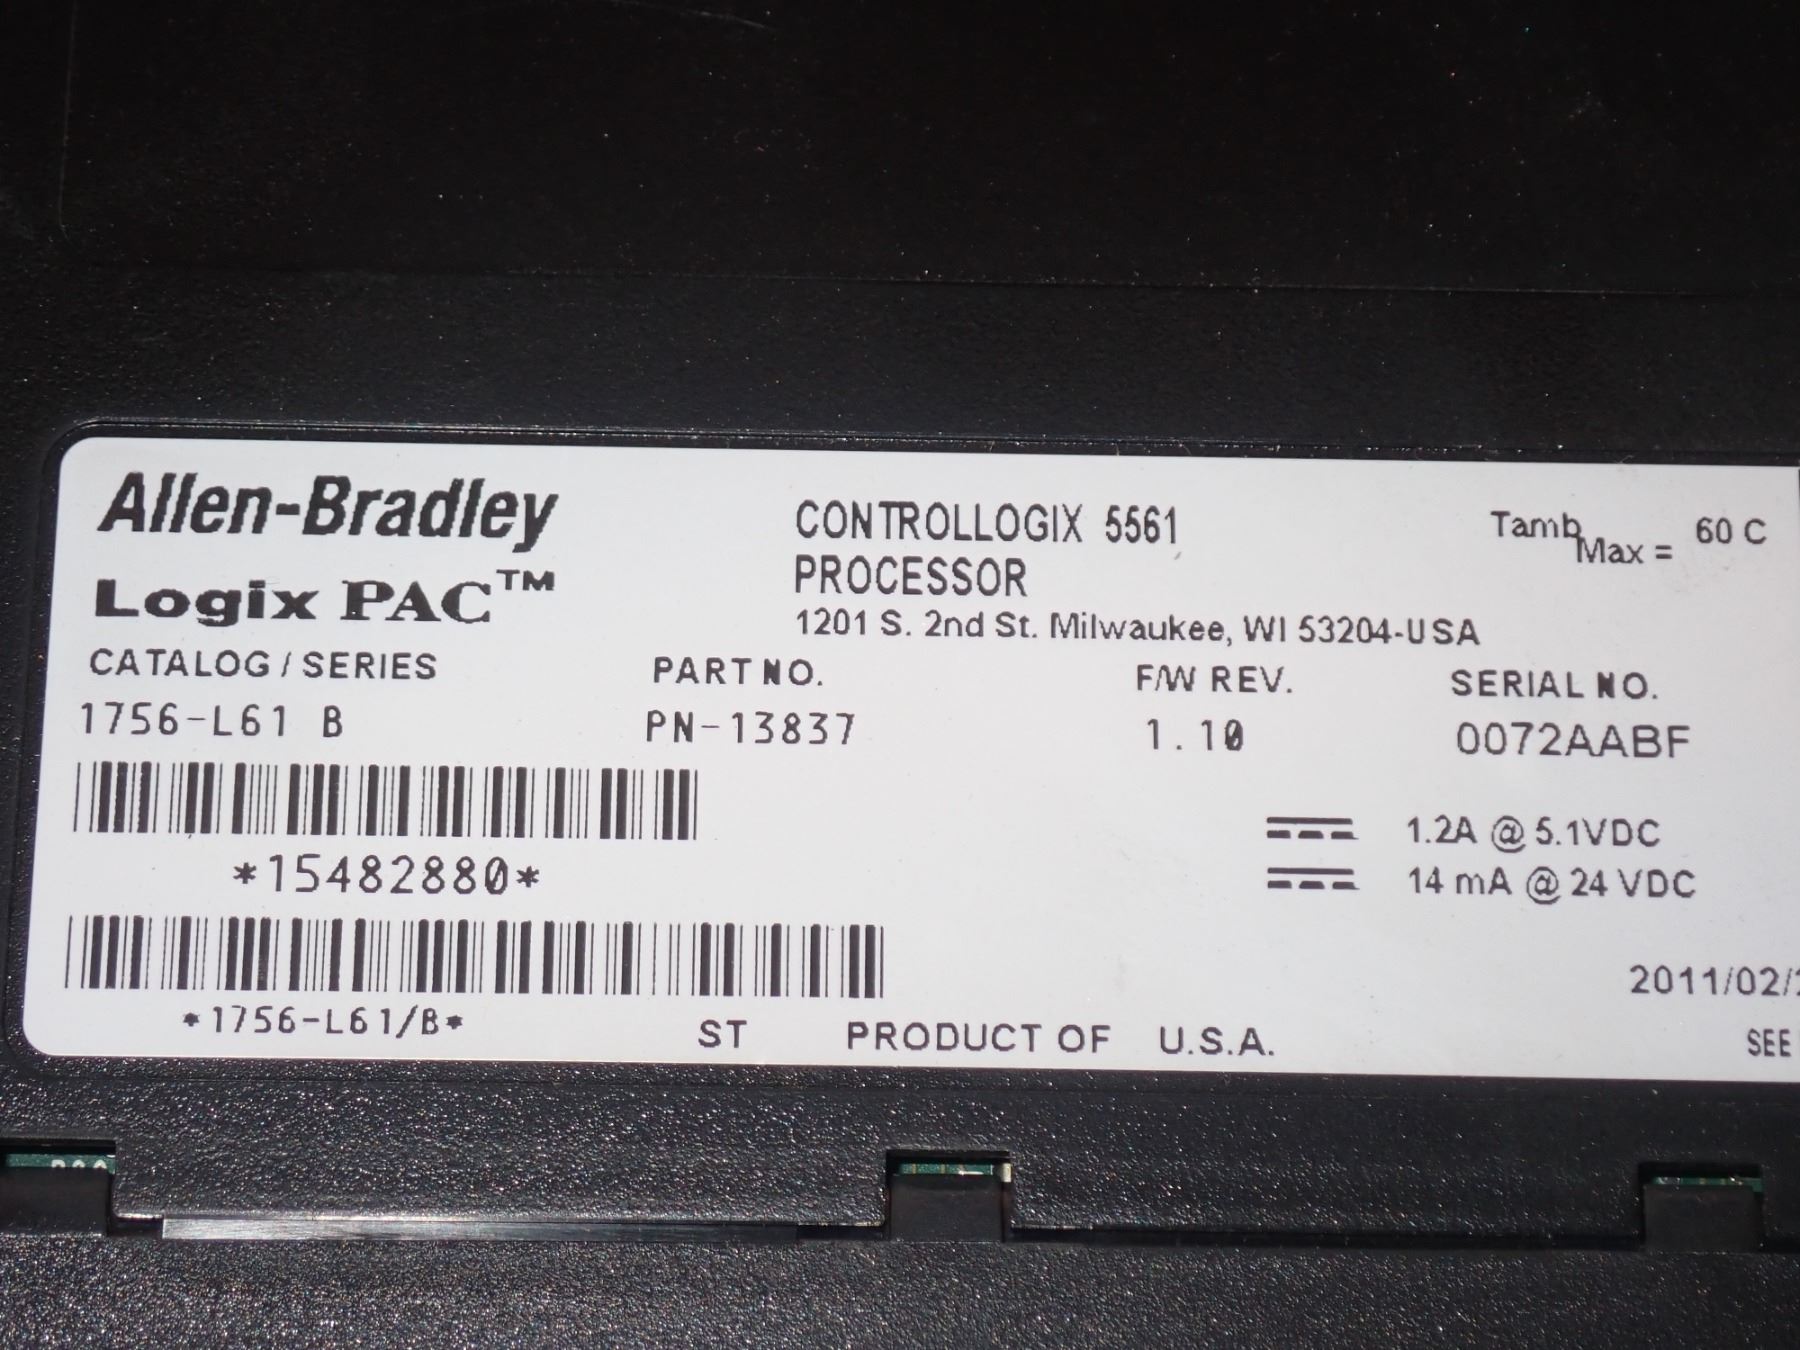 Allen-Bradley
Logix PAC™
CONTROLLOGIX 5561
PROCESSOR
1201 S. 2nd St. Milwaukee, WI 53204-USA
Tamb Max = 60 C
CATALOG / SERIES PART NO. F/W REV. SERIAL NO.
1756-L61 B PN-13837 1.10 0072AABF
*15482880*
1.2A @ 5.1VDC
14 mA @ 24 VDC
2011/02/
*1756-L61/B* ST PRODUCT OF U.S.A. SEE